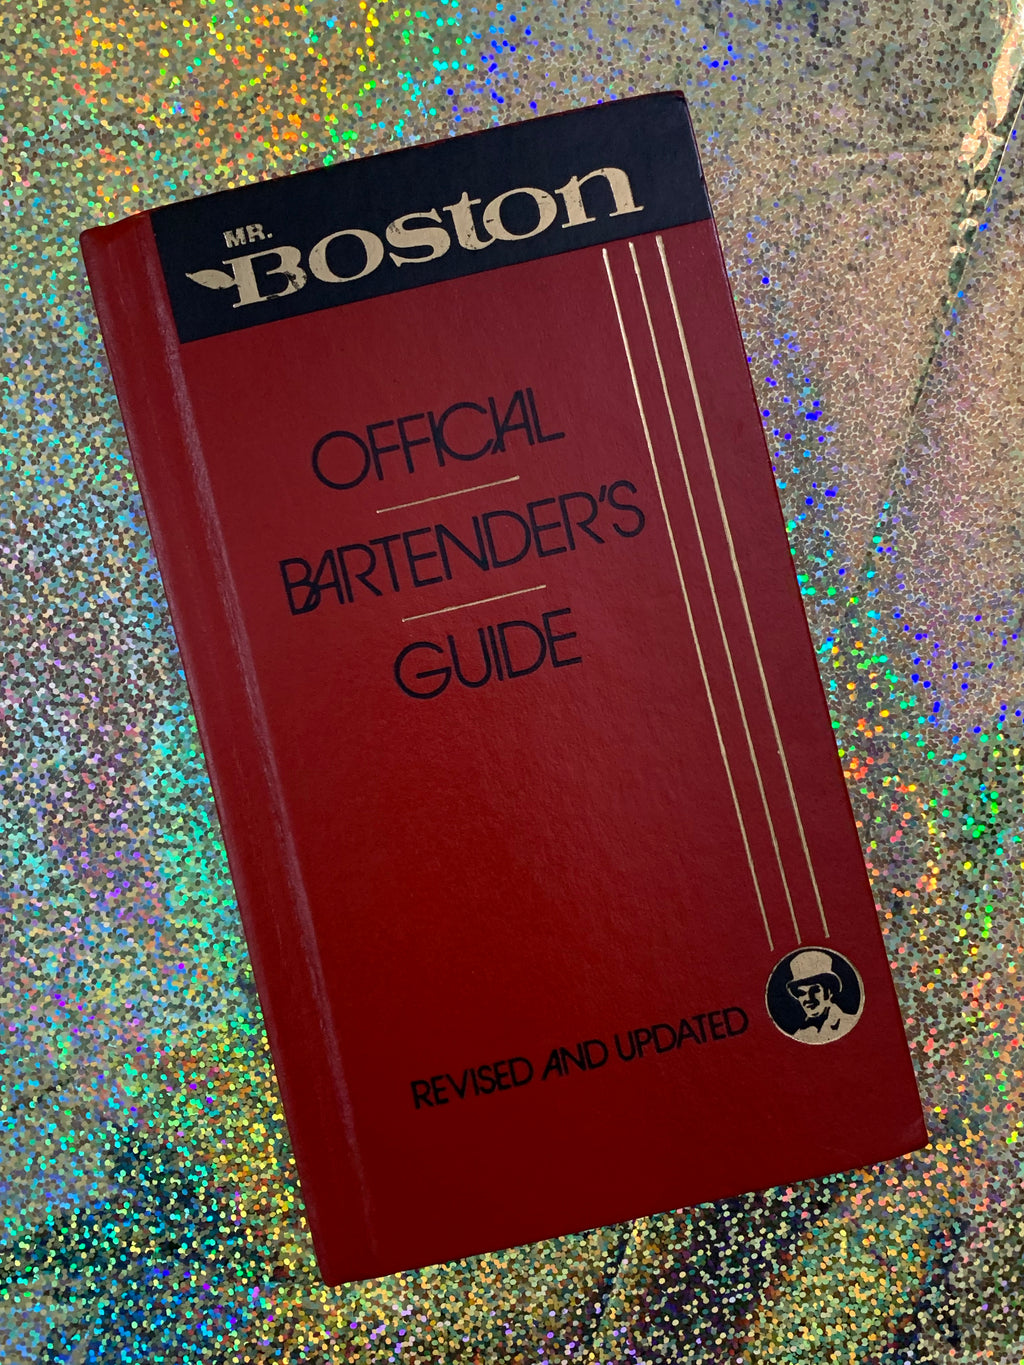 MR.
Boston
OFFICIAL
BARTENDER'S
GUIDE
REVISED AND UPDATED